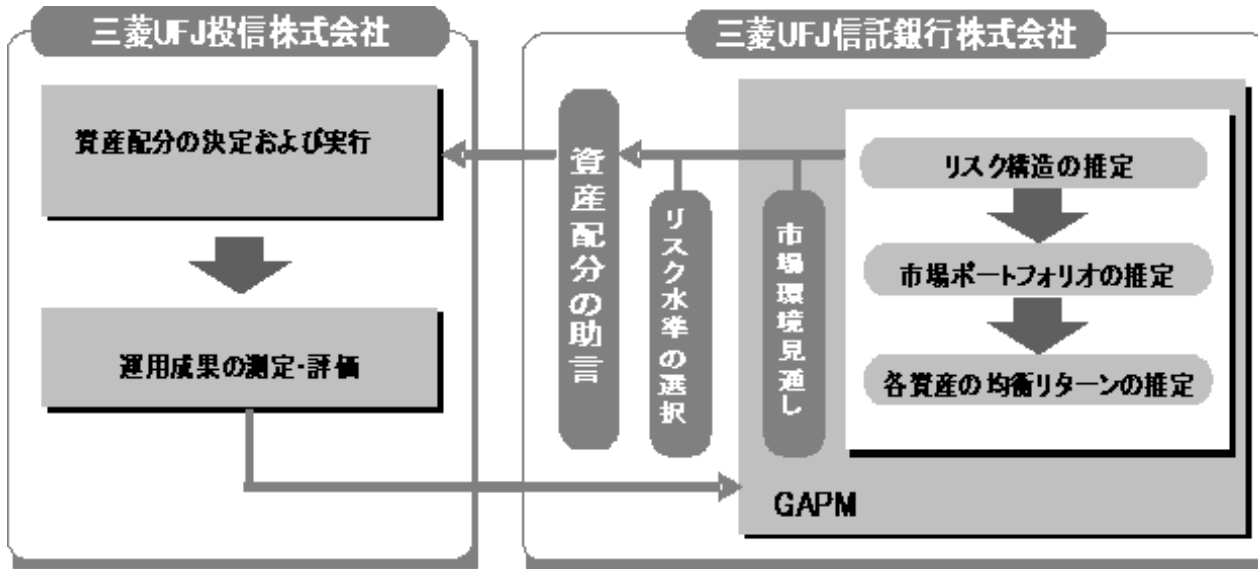 三菱UFJ投信株式会社
資産配分の決定および実行
運用成果の測定・評価
三菱UFJ信託銀行株式会社
資産配分の助言
リスク水準の選択
市場環境見通し
リスク構造の推定
市場ポートフォリオの推定
各資産の均衡リターンの推定
GAPM